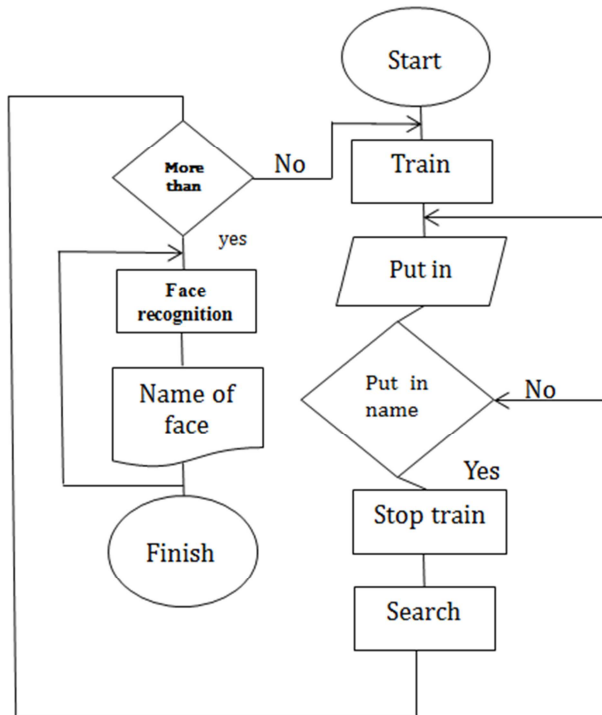 Start
Train
Put in
Put in
name
No
Yes
Stop train
Search
More
than
No
yes
Face
recognition
Name of
face
Finish